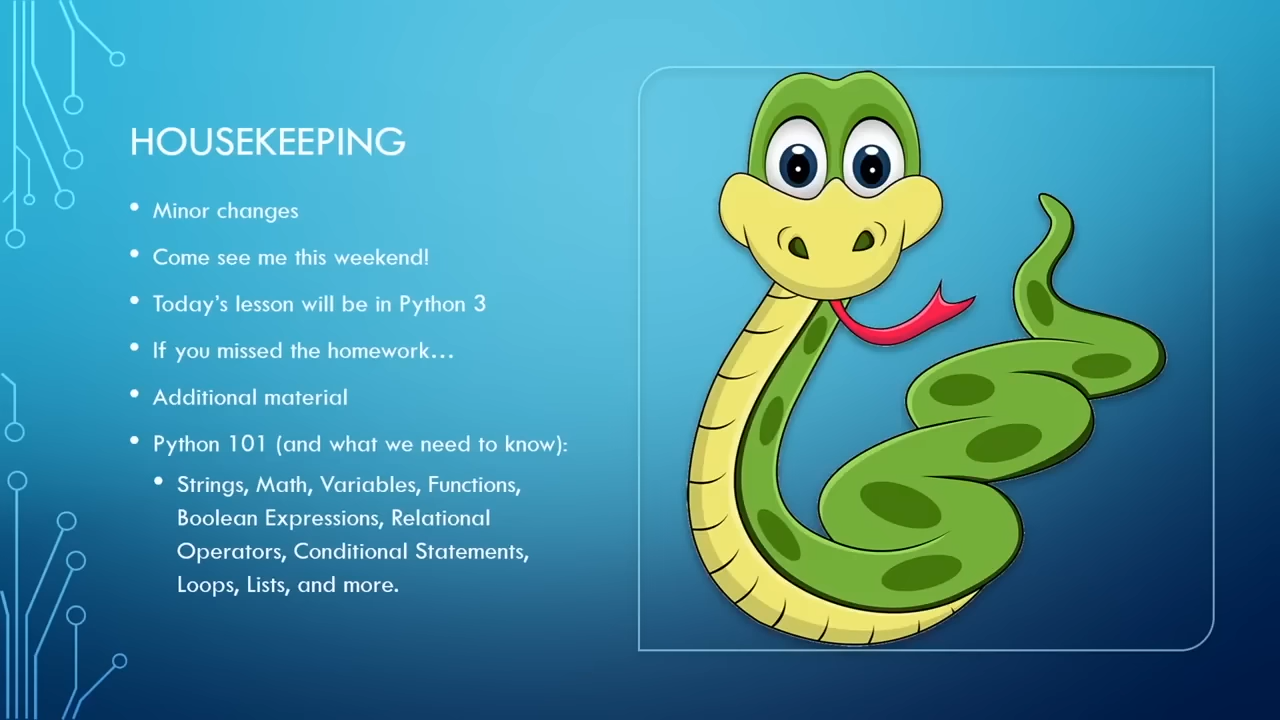 HOUSEKEEPING
• Minor changes
• Come see me this weekend!
• Today's lesson will be in Python 3
• If you missed the homework…
• Additional material
• Python 101 (and what we need to know):
• Strings, Math, Variables, Functions,
Boolean Expressions, Relational
Operators, Conditional Statements,
Loops, Lists, and more.